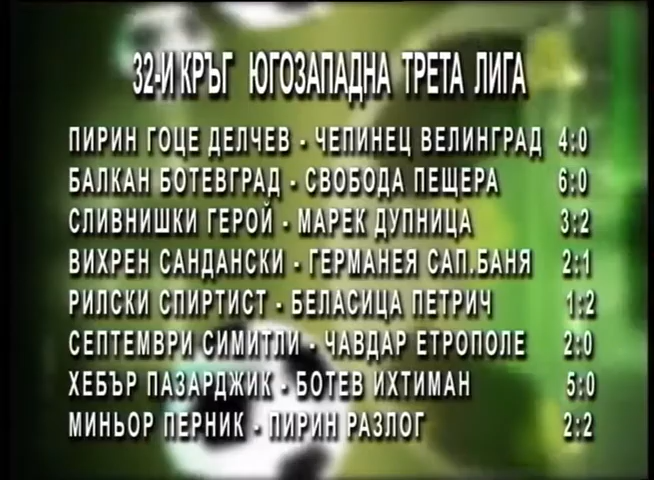 32-И КРЪГ ЮГОЗАПАДНА ТРЕТА ЛИГА
ПИРИН ГОЦЕ ДЕЛЧЕВ - ЧЕПИНЕЦ ВЕЛИНГРАД 4:0
БАЛКАН БОТЕВГРАД - СВОБОДА ПЕЩЕРА 6:0
СЛИВНИШКИ ГЕРОЙ - МАРЕК ДУПНИЦА 3:2
ВИХРЕН САНДАНСКИ - ГЕРМАНЕЯ САП.БАНЯ 2:1
РИЛСКИ СПИРТИСТ - БЕЛАСИЦА ПЕТРИЧ 1:2
СЕПТЕМВРИ СИМИТЛИ - ЧАВДАР ЕТРОПОЛЕ 2:0
ХЕБЪР ПАЗАРДЖИК - БОТЕВ ИХТИМАН 5:0
МИНЬОР ПЕРНИК - ПИРИН РАЗЛОГ 2:2